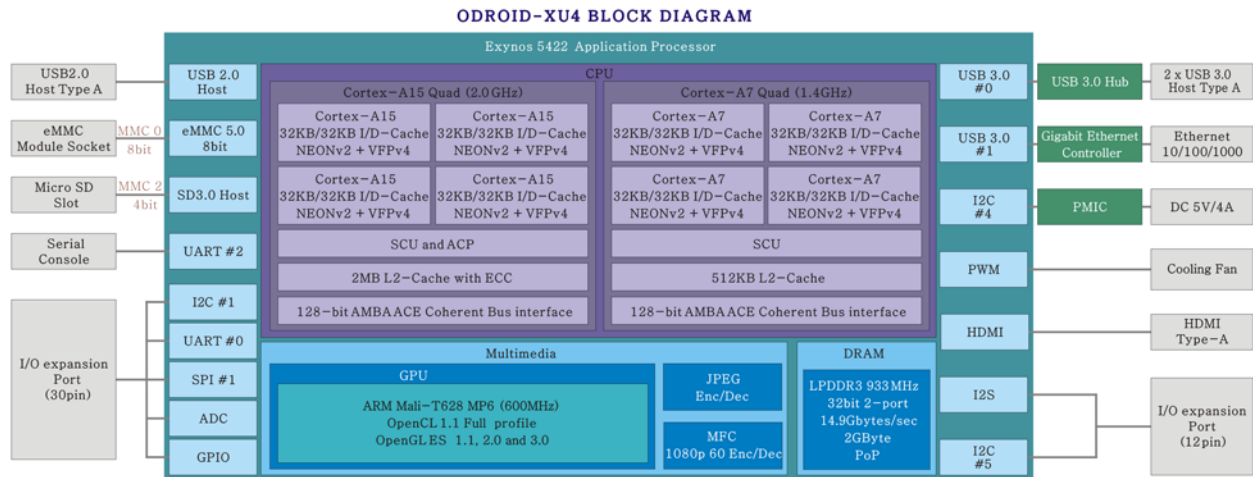 ODROID-XU4 BLOCK DIAGRAM
Exynos 5422 Application Processor
USB2.0
Host Type A
eMMC
Module Socket
MMC 0
8bit
Micro SD
Slot
MMC 2
4bit
Serial
Console
I/O expansion
Port
(30pin)
USB 2.0
Host
eMMC 5.0
8bit
SD3.0 Host
UART #2
I2C #1
UART #0
SPI #1
ADC
GPIO
CPU
Cortex-A15 Quad (2.0GHz)
Cortex-A15
32KB/32KB I/D-Cache
NEONv2 + VFPv4
Cortex-A15
32KB/32KB I/D-Cache
NEONv2 + VFPv4
Cortex-A15
32KB/32KB I/D-Cache
NEONv2 + VFPv4
Cortex-A15
32KB/32KB I/D-Cache
NEONv2 + VFPv4
SCU and ACP
2MB L2-Cache with ECC
128-bit AMBA ACE Coherent Bus interface
Cortex-A7 Quad (1.4GHz)
Cortex-A7
32KB/32KB I/D-Cache
NEONv2 + VFPv4
Cortex-A7
32KB/32KB I/D-Cache
NEONv2 + VFPv4
Cortex-A7
32KB/32KB I/D-Cache
NEONv2 + VFPv4
Cortex-A7
32KB/32KB I/D-Cache
NEONv2 + VFPv4
SCU
512KB L2-Cache
128-bit AMBA ACE Coherent Bus interface
Multimedia
GPU
ARM Mali-T628 MP6 (600MHz)
OpenCL 1.1 Full profile
OpenGL ES 1.1, 2.0 and 3.0
JPEG
Enc/Dec
MFC
1080p 60 Enc/Dec
DRAM
LPDDR3 933MHz
32bit 2-port
14.9Gbytes/sec
2GByte
PoP
USB 3.0
#0
USB 3.0
#1
I2C
#4
PWM
HDMI
I2S
I2C
#5
USB 3.0 Hub
Gigabit Ethernet
Controller
PMIC
2 x USB 3.0
Host Type A
Ethernet
10/100/1000
DC 5V/4A
Cooling Fan
HDMI
Type-A
I/O expansion
Port
(12pin)